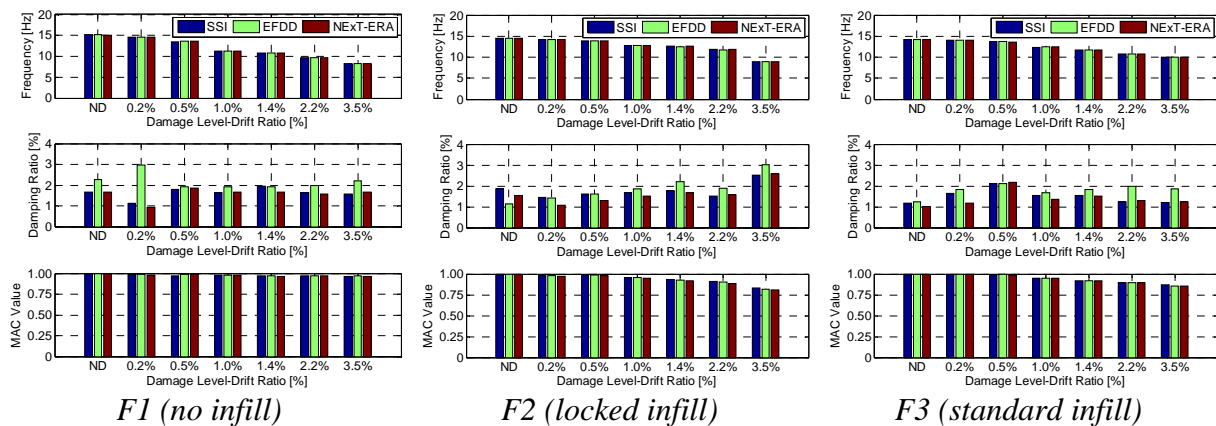 Frequency [Hz]
20
15
10
5
0
SSI EFDD NExT-ERA
ND 0.2% 0.5% 1.0% 1.4% 2.2% 3.5%
Damage Level-Drift Ratio [%]
Damping Ratio [%]
4
3
2
1
0
ND 0.2% 0.5% 1.0% 1.4% 2.2% 3.5%
Damage Level-Drift Ratio [%]
MAC Value
1.00
0.75
0.50
0.25
0
ND 0.2% 0.5% 1.0% 1.4% 2.2% 3.5%
Damage Level-Drift Ratio [%]
F1 (no infill)
Frequency [Hz]
20
15
10
5
0
SSI EFDD NExT-ERA
ND 0.2% 0.5% 1.0% 1.4% 2.2% 3.5%
Damage Level-Drift Ratio [%]
Damping Ratio [%]
4
3
2
1
0
ND 0.2% 0.5% 1.0% 1.4% 2.2% 3.5%
Damage Level-Drift Ratio [%]
MAC Value
1.00
0.75
0.50
0.25
0
ND 0.2% 0.5% 1.0% 1.4% 2.2% 3.5%
Damage Level-Drift Ratio [%]
F2 (locked infill)
Frequency [Hz]
20
15
10
5
0
SSI EFDD NExT-ERA
ND 0.2% 0.5% 1.0% 1.4% 2.2% 3.5%
Damage Level-Drift Ratio [%]
Damping Ratio [%]
4
3
2
1
0
ND 0.2% 0.5% 1.0% 1.4% 2.2% 3.5%
Damage Level-Drift Ratio [%]
MAC Value
1.00
0.75
0.50
0.25
0
ND 0.2% 0.5% 1.0% 1.4% 2.2% 3.5%
Damage Level-Drift Ratio [%]
F3 (standard infill)